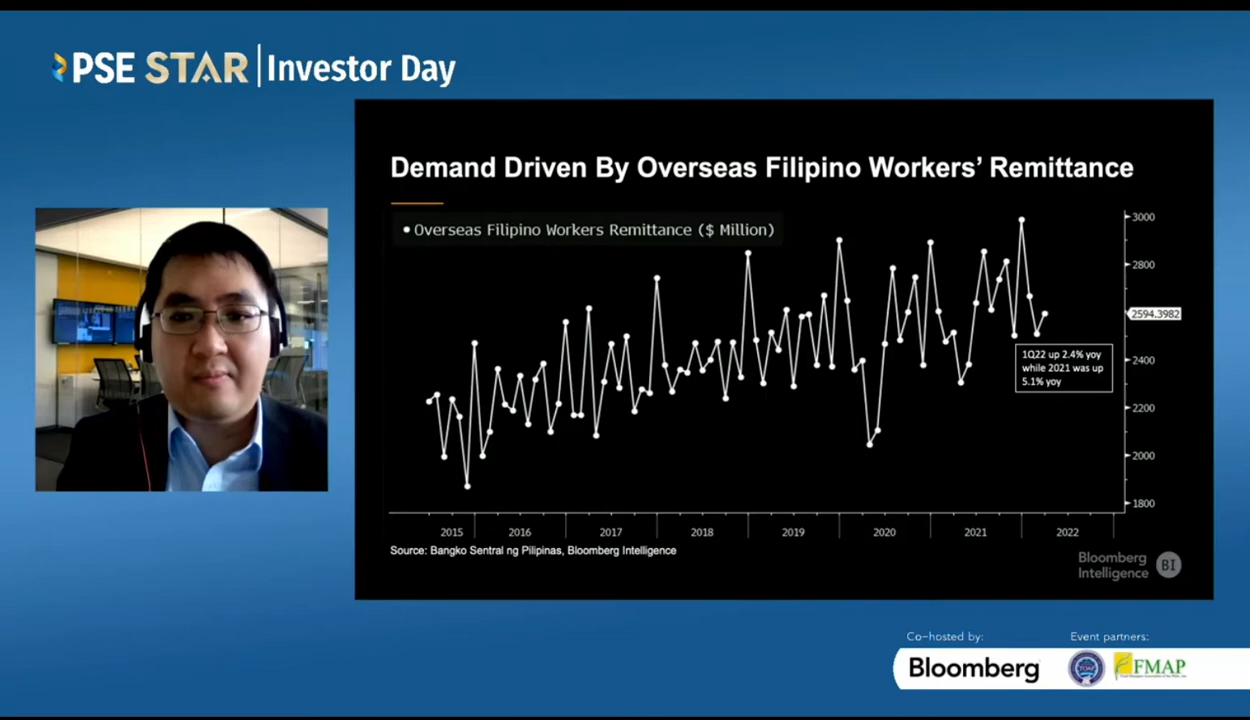 PSE STAR | Investor Day
Demand Driven By Overseas Filipino Workers' Remittance
Overseas Filipino Workers Remittance ($ Million)
3000
2800
2594.3982
2400
2200
2000
1800
1Q22 up 2.4% yoy
while 2021 was up
5.1% yoy
2015 2016 2017 2018 2019 2020 2021 2022
Source: Bangko Sentral ng Pilipinas, Bloomberg Intelligence
Bloomberg
Intelligence BI
Co-hosted by:
Event partners:
Bloomberg
FMAP